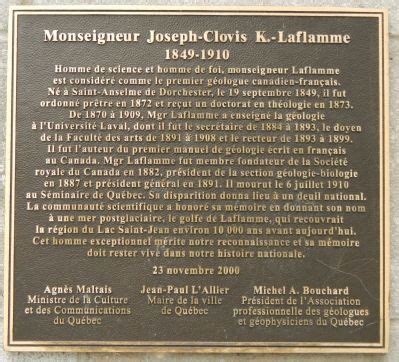 Monseigneur Joseph-Clovis K.-Laflamme
1849-1910
Homme de science et homme de foi, monseigneur Laflamme
est considéré comme le premier géologue canadien-français.
Né à Saint-Anselme de Dorchester, le 19 septembre 1849, il fut
ordonné prêtre en 1872 et reçut un doctorat en théologie en 1873.
De 1870 à 1909, Mgr Laflamme a enseigné la géologie
à l'Université Laval, dont il fut le secrétaire de 1884 à 1893, le doyen
de la Faculté des arts de 1891 à 1908 et le recteur de 1893 à 1899.
Il fut l'auteur du premier manuel de géologie écrit en français
au Canada. Mgr Laflamme fut membre fondateur de la Société
royale du Canada en 1882, président de la section géologie-biologie
en 1887 et président général en 1891. Il mourut le 6 juillet 1910
au Séminaire de Québec. Sa disparition donna lieu à un deuil national.
La communauté scientifique a honoré sa mémoire en donnant son nom
à une mer postglaciaire, le golfe de Laflamme, qui recouvrait
la région du Lac Saint-Jean environ 10 000 ans avant aujourd'hui.
Cet homme exceptionnel mérite notre reconnaissance et sa mémoire
doit rester vive dans notre histoire nationale.
23 novembre 2000
Agnès Maltais
Ministre de la Culture
et des Communications
du Québec
Jean-Paul L'Allier
Maire de la ville
de Québec
Michel A. Bouchard
Président de l'Association
professionnelle des géologues
et géophysiciens du Québec